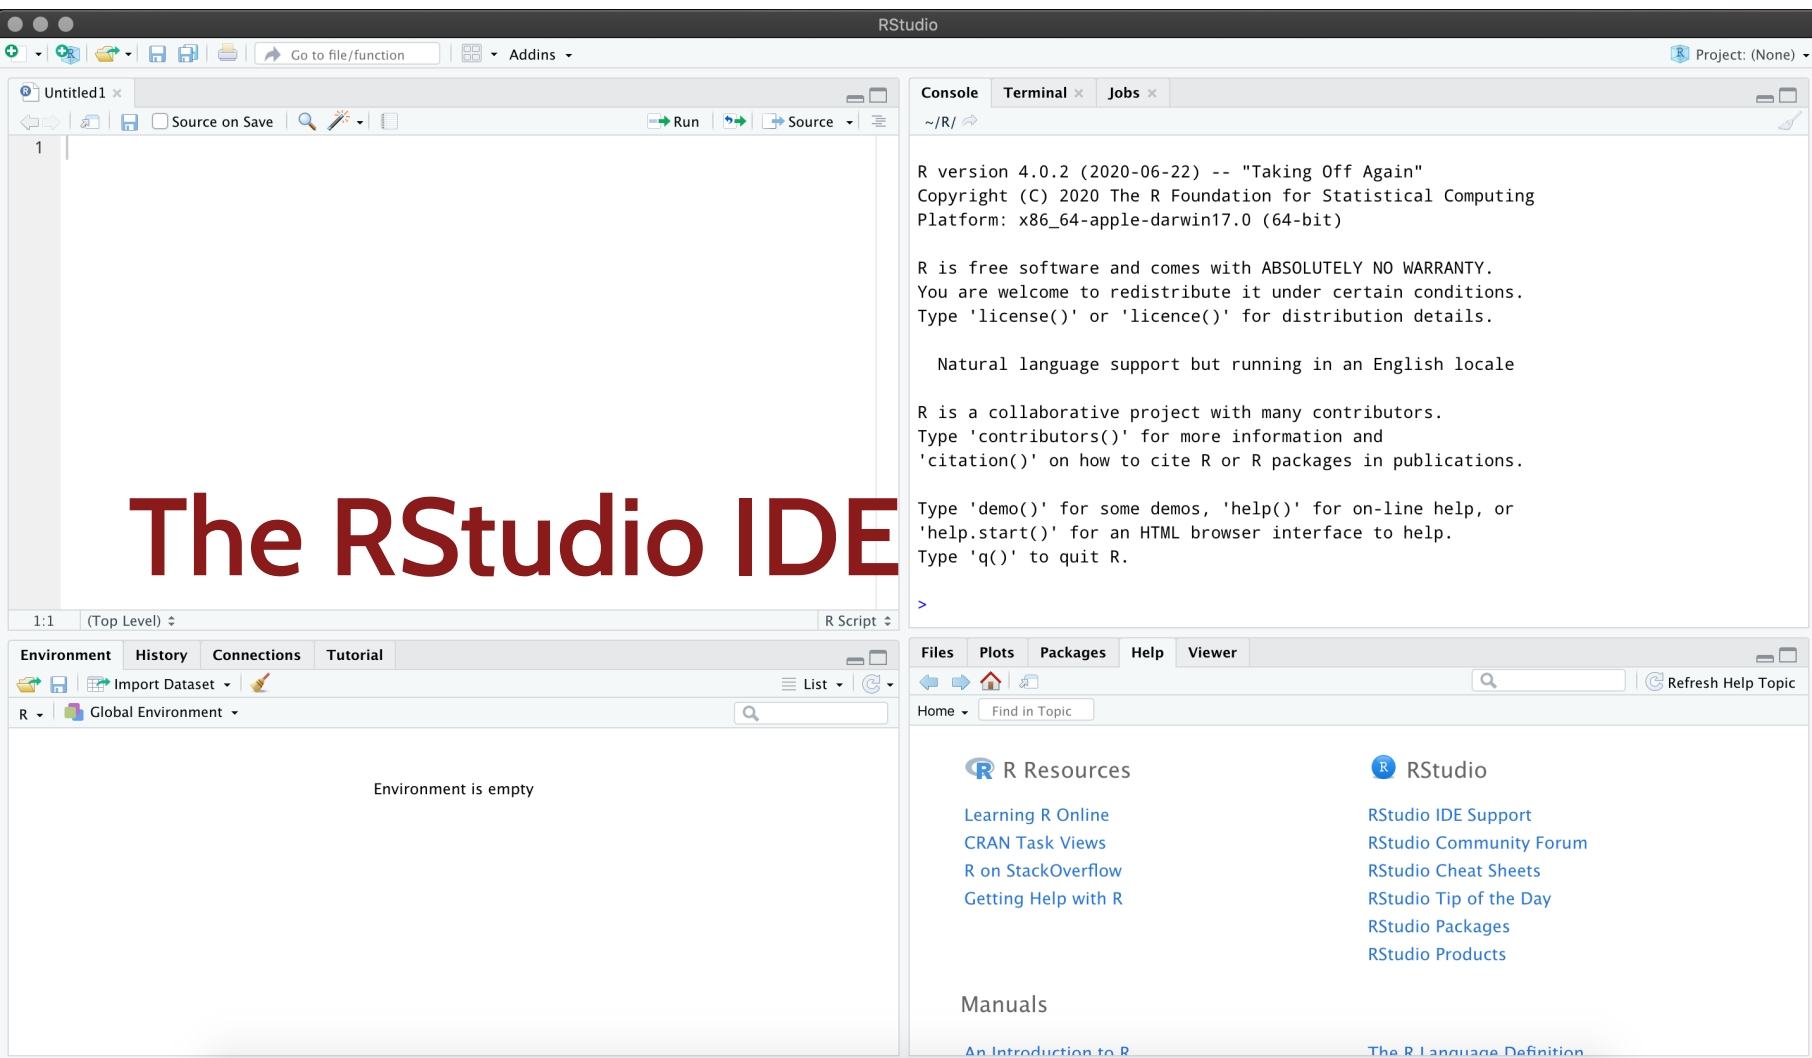 RStudio
Go to file/function
Addins
Project: (None)
Untitled1
Source on Save
Run
Source
1
The RStudio IDE
1:1
(Top Level)
R Script
Console
Terminal
Jobs
~/R/
R version 4.0.2 (2020-06-22) -- "Taking Off Again"
Copyright (C) 2020 The R Foundation for Statistical Computing
Platform: x86_64-apple-darwin17.0 (64-bit)
R is free software and comes with ABSOLUTELY NO WARRANTY.
You are welcome to redistribute it under certain conditions.
Type 'license()' or 'licence()' for distribution details.
Natural language support but running in an English locale
R is a collaborative project with many contributors.
Type 'contributors()' for more information and
'citation()' on how to cite R or R packages in publications.
Type 'demo()' for some demos, 'help()' for on-line help, or
'help.start()' for an HTML browser interface to help.
Type 'q()' to quit R.
>
Environment
History
Connections
Tutorial
Import Dataset
List
R
Global Environment
Environment is empty
Files
Plots
Packages
Help
Viewer
Refresh Help Topic
Home
Find in Topic
R Resources
Learning R Online
CRAN Task Views
R on StackOverflow
Getting Help with R
RStudio
RStudio IDE Support
RStudio Community Forum
RStudio Cheat Sheets
RStudio Tip of the Day
RStudio Packages
RStudio Products
Manuals
An Introduction to R
The R Language Definition